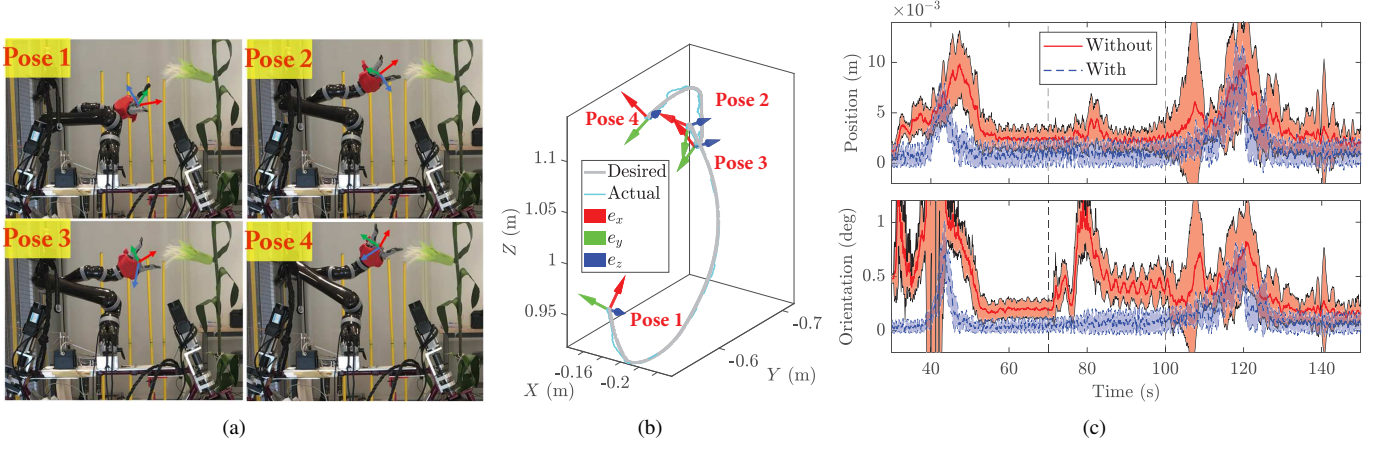 Pose 1
Pose 2
Pose 3
Pose 4
(a)
Pose 2
Pose 4
Pose 3
Pose 1
Desired
Actual
e_x
e_y
e_z
Z (m)
1.1
1.05
1
0.95
X (m)
-0.16
-0.2
Y (m)
-0.6
-0.7
(b)
×10⁻³
Without
With
Position (m)
10
5
0
Orientation (deg)
1
0.5
0
40 60 80 100 120 140
Time (s)
(c)